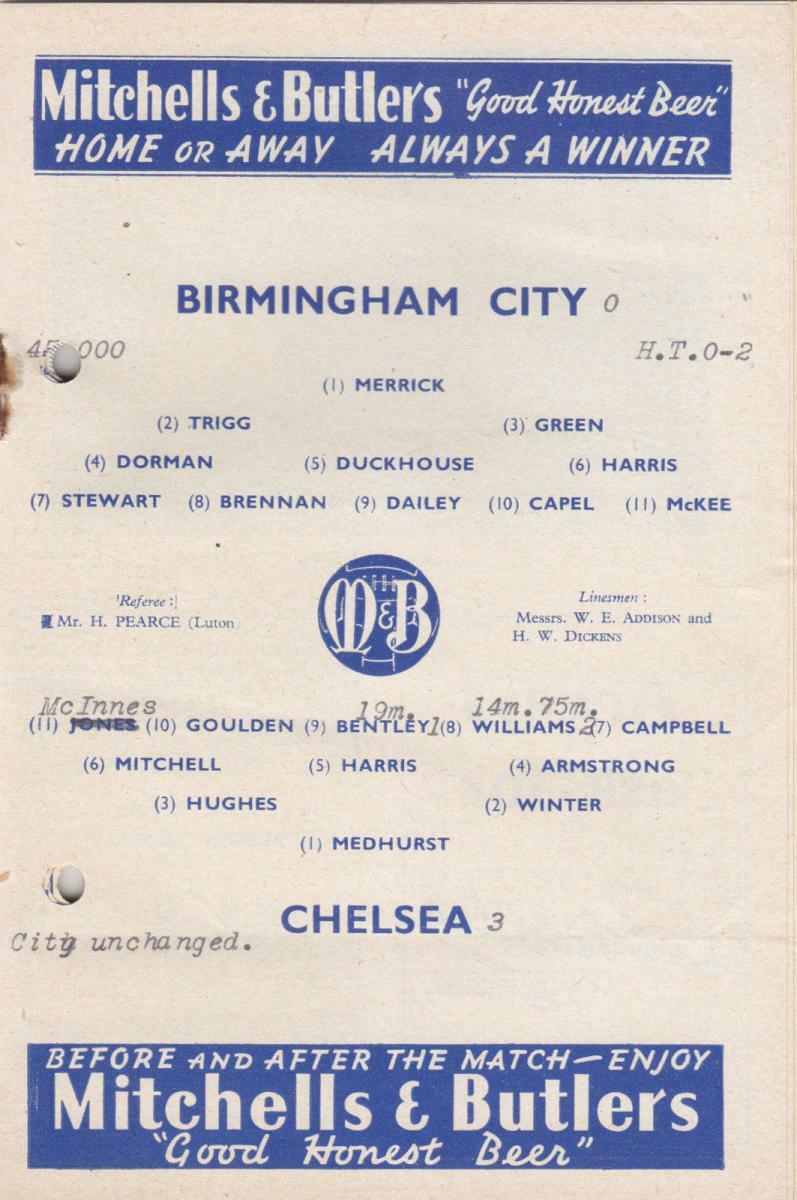 Mitchells & Butlers "Good Honest Beer"
HOME OR AWAY ALWAYS A WINNER
BIRMINGHAM CITY 0
H.T.0-2
(1) MERRICK
(2) TRIGG (3) GREEN
(4) DORMAN (5) DUCKHOUSE (6) HARRIS
(7) STEWART (8) BRENNAN (9) DAILEY (10) CAPEL (11) McKEE
Referee :
Mr. H. PEARCE (Luton)
M&B
Linesmen :
Messrs. W. E. ADDISON and
H. W. DICKENS
McInnes 19m. 14m.75m.
(11) JONES (10) GOULDEN (9) BENTLEY 1 (8) WILLIAMS 2 (7) CAMPBELL
(6) MITCHELL (5) HARRIS (4) ARMSTRONG
(3) HUGHES (2) WINTER
(1) MEDHURST
CHELSEA 3
City unchanged.
BEFORE AND AFTER THE MATCH—ENJOY
Mitchells & Butlers
"Good Honest Beer"